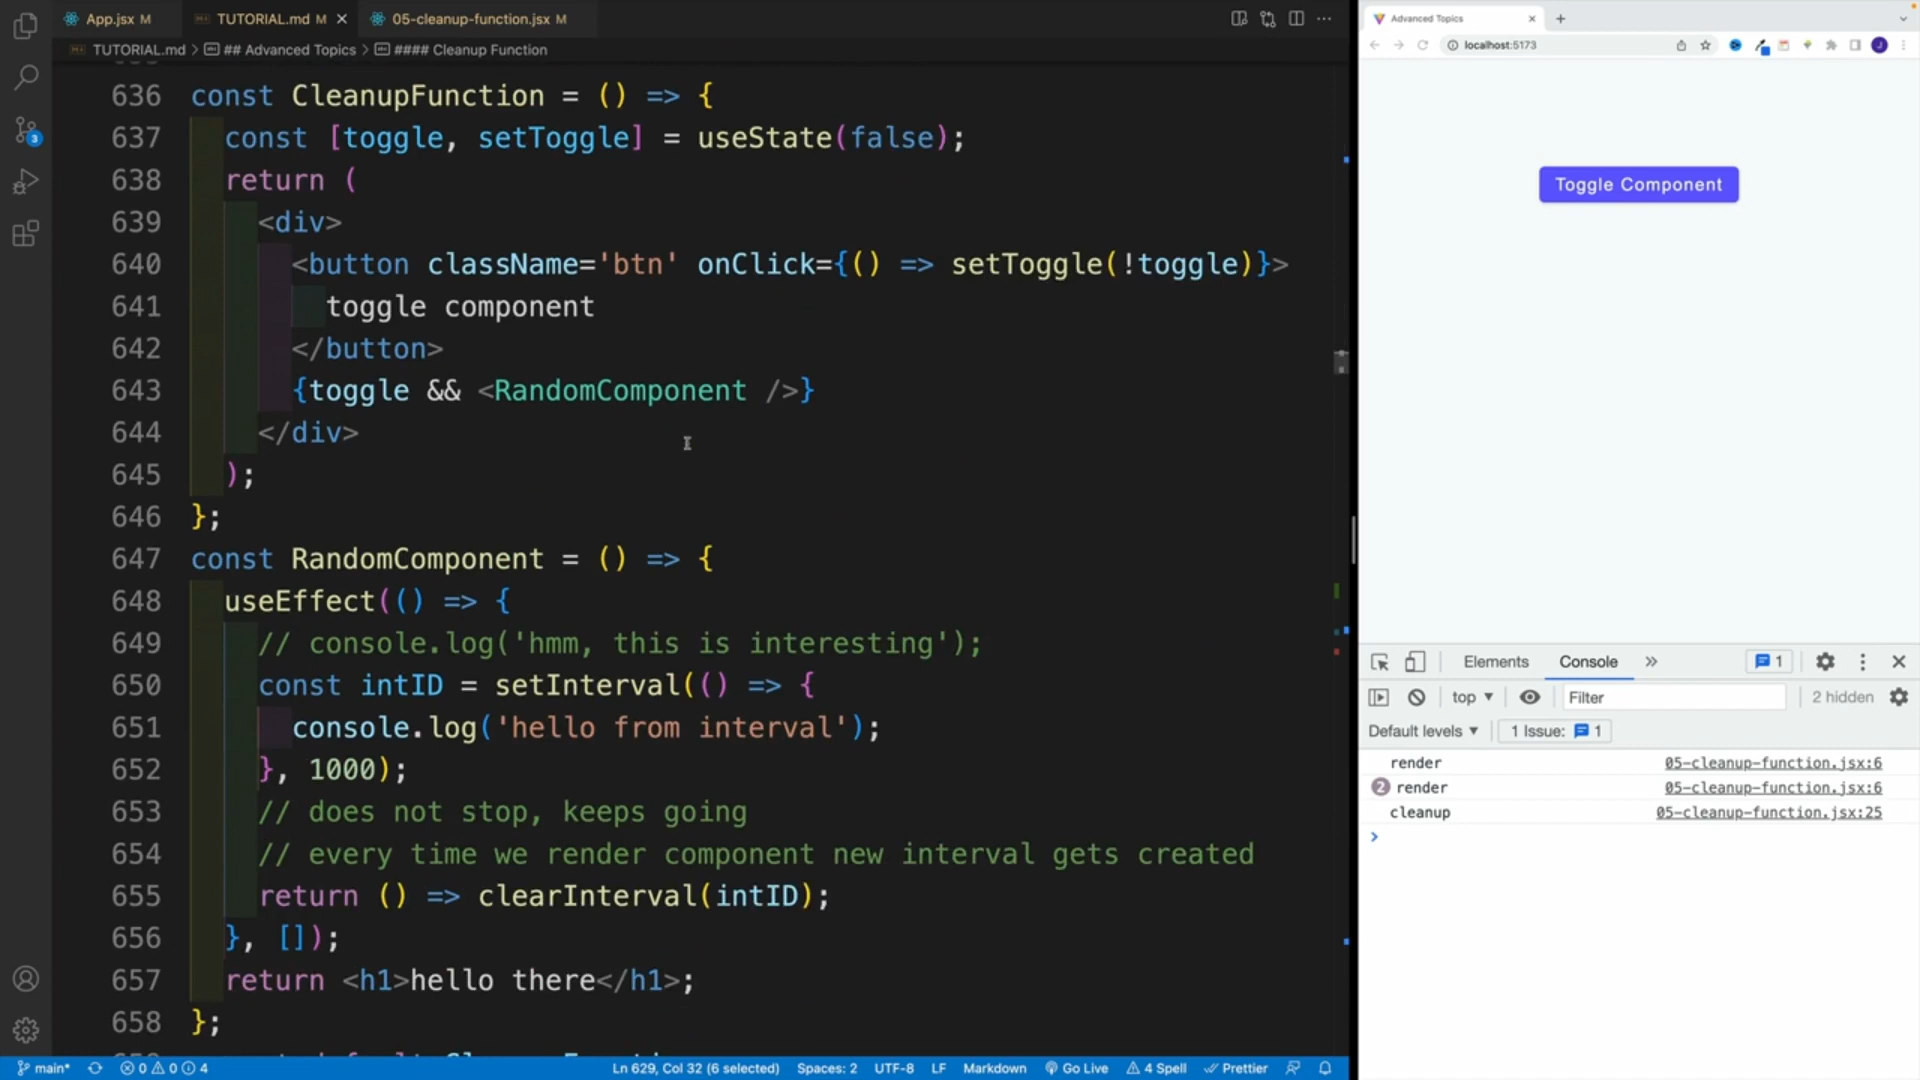 App.jsx M
TUTORIAL.md M
05-cleanup-function.jsx M
TUTORIAL.md > ## Advanced Topics > #### Cleanup Function
636 const CleanupFunction = () => {
637 const [toggle, setToggle] = useState(false);
638 return (
639 <div>
640 <button className='btn' onClick={() => setToggle(!toggle)}>
641 toggle component
642 </button>
643 {toggle && <RandomComponent />}
644 </div>
645 );
646 };
647 const RandomComponent = () => {
648 useEffect(() => {
649 // console.log('hmm, this is interesting');
650 const intID = setInterval(() => {
651 console.log('hello from interval');
652 }, 1000);
653 // does not stop, keeps going
654 // every time we render component new interval gets created
655 return () => clearInterval(intID);
656 }, []);
657 return <h1>hello there</h1>;
658 };
3
main*
0 0 4
Ln 629, Col 32 (6 selected)
Spaces: 2
UTF-8
LF
Markdown
Go Live
4 Spell
Prettier
Advanced Topics
localhost:5173
J
Toggle Component
Elements
Console
1
top
Filter
2 hidden
Default levels
1 Issue: 1
render 05-cleanup-function.jsx:6
2 render 05-cleanup-function.jsx:6
cleanup 05-cleanup-function.jsx:25